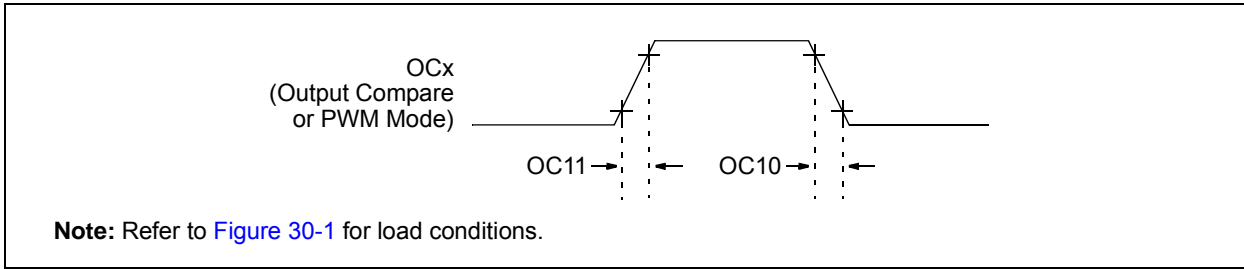 OCx
(Output Compare
or PWM Mode)
OC11 OC10
Note: Refer to Figure 30-1 for load conditions.